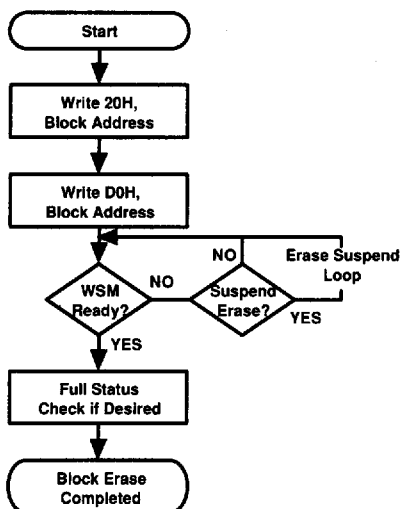 Start
Write 20H,
Block Address
Write D0H,
Block Address
NO
Erase Suspend
Loop
WSM
Ready?
NO
Suspend
Erase?
YES
YES
Full Status
Check if Desired
Block Erase
Completed